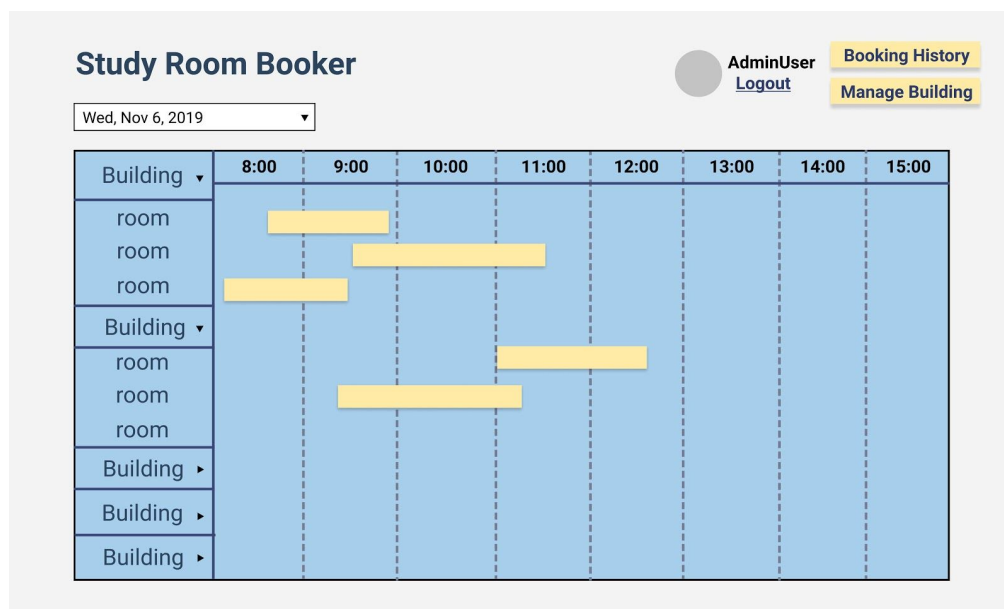 Study Room Booker
AdminUser
Logout
Booking History
Manage Building
Wed, Nov 6, 2019
Building 8:00 9:00 10:00 11:00 12:00 13:00 14:00 15:00
room
room
room
Building
room
room
room
Building
Building
Building